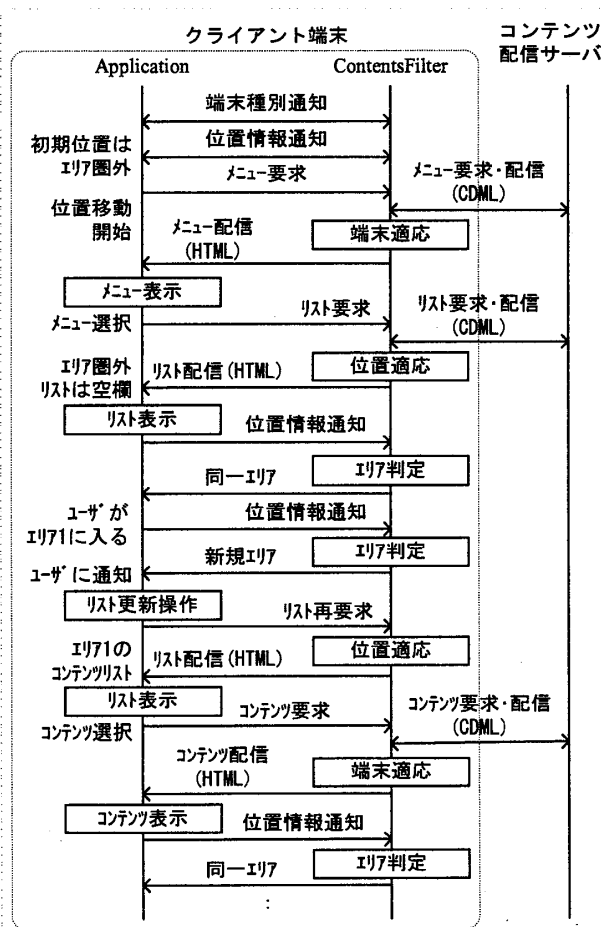 クライアント端末
コンテンツ
配信サーバ
Application
ContentsFilter
端末種別通知
初期位置は
ｴﾘｱ圏外
位置情報通知
ﾒﾆｭｰ要求
ﾒﾆｭｰ要求･配信
(CDML)
位置移動
開始
ﾒﾆｭｰ配信
(HTML)
端末適応
ﾒﾆｭｰ表示
ﾒﾆｭｰ選択
ﾘｽﾄ要求
ﾘｽﾄ要求･配信
(CDML)
ｴﾘｱ圏外
ﾘｽﾄは空欄
ﾘｽﾄ配信(HTML)
位置適応
ﾘｽﾄ表示
位置情報通知
ｴﾘｱ判定
同一ｴﾘｱ
ﾕｰｻﾞが
ｴﾘｱ1に入る
位置情報通知
ｴﾘｱ判定
新規ｴﾘｱ
ﾕｰｻﾞに通知
ﾘｽﾄ更新操作
ﾘｽﾄ再要求
ｴﾘｱ1の
ｺﾝﾃﾝﾂﾘｽﾄ
ﾘｽﾄ配信(HTML)
位置適応
ﾘｽﾄ表示
ｺﾝﾃﾝﾂ選択
ｺﾝﾃﾝﾂ要求
ｺﾝﾃﾝﾂ要求･配信
(CDML)
ｺﾝﾃﾝﾂ配信
(HTML)
端末適応
ｺﾝﾃﾝﾂ表示
位置情報通知
ｴﾘｱ判定
同一ｴﾘｱ
: